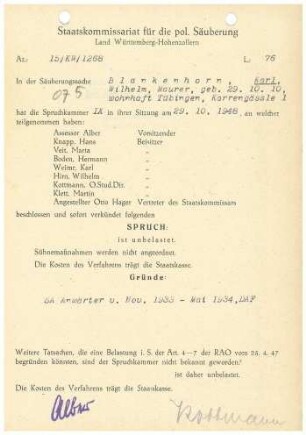 Staatskommissariat für die pol. Säuberung
Land Württemberg-Hohenzollern
Az: 15/KW/1268 L: 76
In der Säuberungssache Blankenhorn, Karl,
Wilhelm, Maurer, geb. 29. 10. 10,
wohnhaft Tübingen, Karrengässle 1
075
hat die Spruchkammer IX in ihrer Sitzung am 29. 10. 1948, an welcher
teilgenommen haben:
Assessor Alber Vorsitzender
Knapp, Hans Beisitzer
Veit, Marta "
Boden, Hermann "
Weimr, Karl "
Hirn, Wilhelm "
Kottmann, O.Stud.Dir. "
Klett, Martin "
Angestellter Otto Hager Vertreter des Staatskommissars
beschlossen und sofort verkündet folgenden
SPRUCH:
ist unbelastet.
Sühnemaßnahmen werden nicht angeordnet.
Die Kosten des Verfahrens trägt die Staatskasse.
Gründe:
SA Anwärter v. Nov. 1933 - Mai 1934, DAF
Weitere Tatsachen, die eine Belastung i. S. der Art. 4-7 der RAO vom 25. 4. 47
begründen könnten, sind der Spruchkammer nicht bekannt geworden.
ist daher unbelastet.
Die Kosten des Verfahrens trägt die Staatskasse.
Alber Kottmann